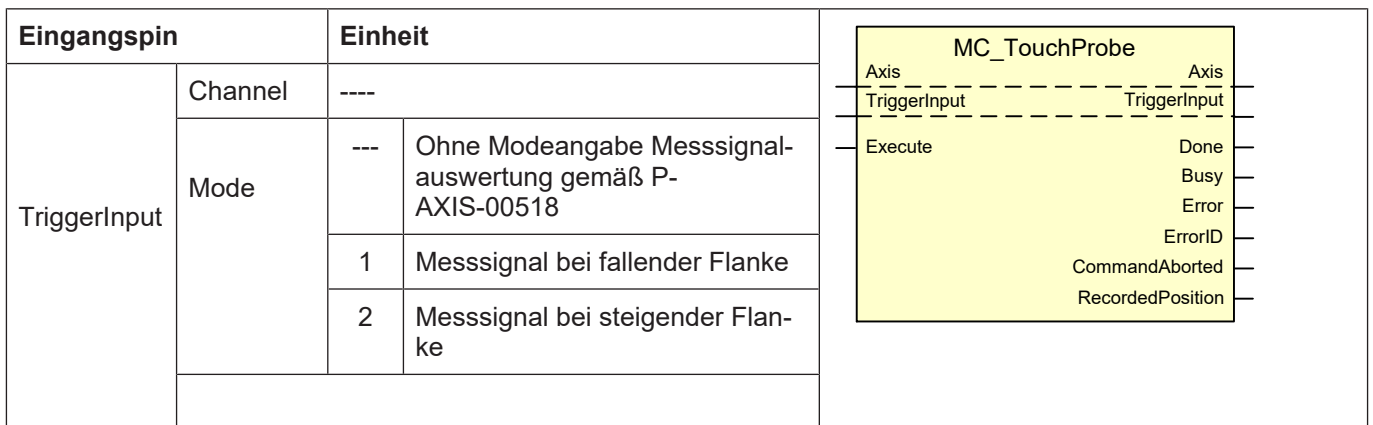 Eingangspin Einheit
TriggerInput
Channel ----
Mode
--- Ohne Modeangabe Messsignal-
auswertung gemäß P-
AXIS-00518
1 Messsignal bei fallender Flanke
2 Messsignal bei steigender Flan-
ke
MC_TouchProbe
Axis Axis
TriggerInput TriggerInput
Execute Done
Busy
Error
ErrorID
CommandAborted
RecordedPosition